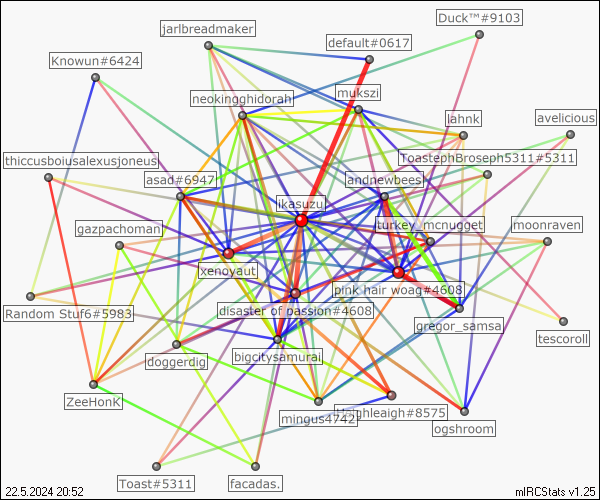 Duck™#9103
jarlbreadmaker
default#0617
Knowun#6424
mukszi
neokingghidorah
lahnk
avelicious
thiccusboiusalexusjoneus
ToastephBroseph5311#5311
asad#6947
andnewbees
ikasuzu
gazpachoman
turkey_mcnugget
moonraven
xenoyaut
pink hair woag#4608
disaster of passion#4608
Random Stuf6#5983
gregor_samsa
tescoroll
doggerdig
bigcitysamurai
ZeeHonK
mingus4742
Hughleaigh#8575
ogshroom
Toast#5311
facadas.
22.5.2024 20:52
mIRCStats v1.25